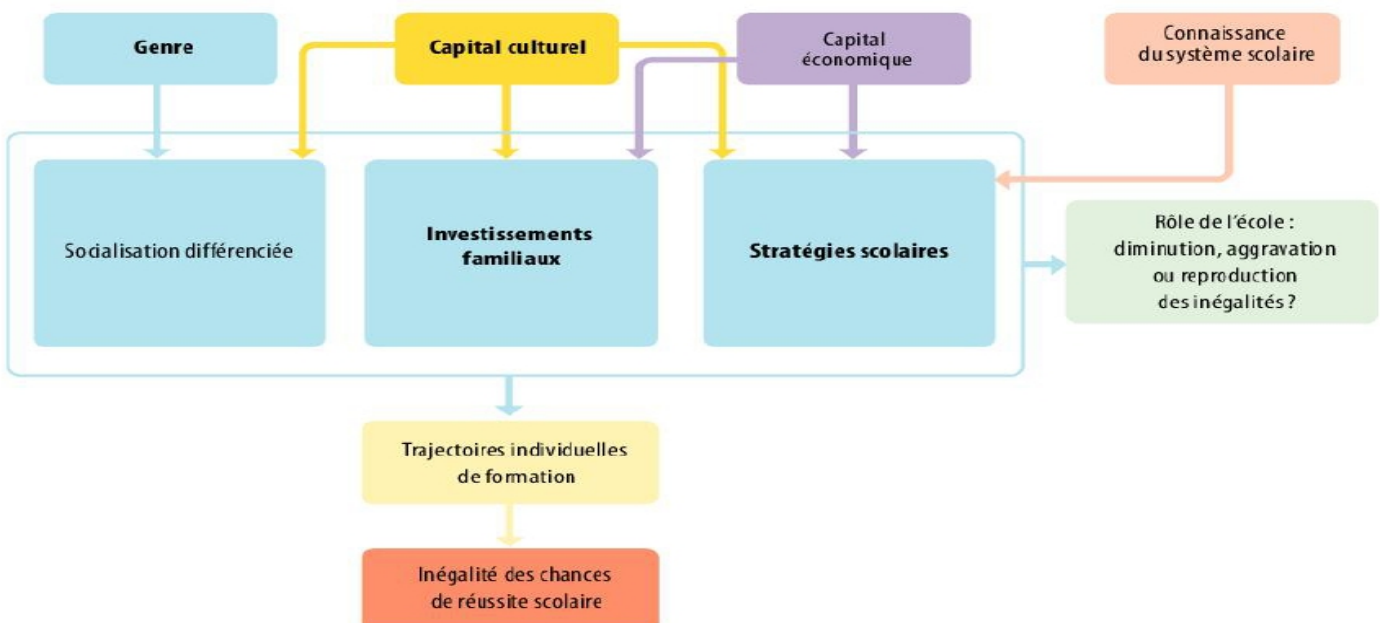 Genre
Capital culturel
Capital
économique
Connaissance
du système scolaire
Socialisation différenciée
Investissements
familiaux
Stratégies scolaires
Rôle de l'école :
diminution, aggravation
ou reproduction
des inégalités ?
Trajectoires individuelles
de formation
Inégalité des chances
de réussite scolaire